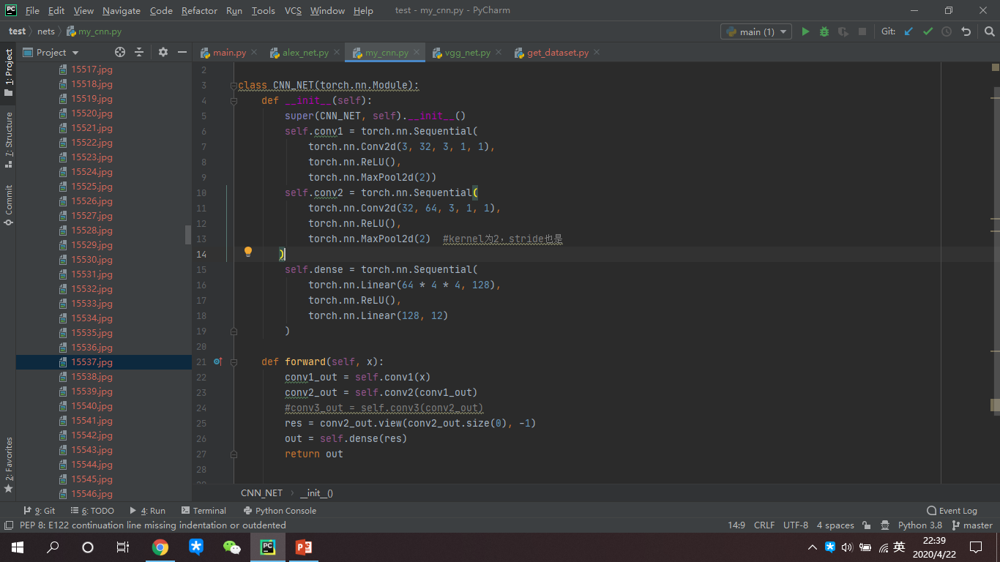 File Edit View Navigate Code Refactor Run Tools VCS Window Help test - my_cnn.py - PyCharm
test nets my_cnn.py main (1) Git:
Project main.py alex_net.py my_cnn.py vgg_net.py get_dataset.py
1: Project
7: Structure
Commit
2: Favorites
15517.jpg
15518.jpg
15519.jpg
15520.jpg
15521.jpg
15522.jpg
15523.jpg
15524.jpg
15525.jpg
15526.jpg
15527.jpg
15528.jpg
15529.jpg
15530.jpg
15531.jpg
15532.jpg
15533.jpg
15534.jpg
15535.jpg
15536.jpg
15537.jpg
15538.jpg
15539.jpg
15540.jpg
15541.jpg
15542.jpg
15543.jpg
15544.jpg
15545.jpg
15546.jpg
2
3 class CNN_NET(torch.nn.Module):
4 def __init__(self):
5 super(CNN_NET, self).__init__()
6 self.conv1 = torch.nn.Sequential(
7 torch.nn.Conv2d(3, 32, 3, 1, 1),
8 torch.nn.ReLU(),
9 torch.nn.MaxPool2d(2))
10 self.conv2 = torch.nn.Sequential(
11 torch.nn.Conv2d(32, 64, 3, 1, 1),
12 torch.nn.ReLU(),
13 torch.nn.MaxPool2d(2) #kernel为2，stride也是
14 )
15 self.dense = torch.nn.Sequential(
16 torch.nn.Linear(64 * 4 * 4, 128),
17 torch.nn.ReLU(),
18 torch.nn.Linear(128, 12)
19 )
20
21 def forward(self, x):
22 conv1_out = self.conv1(x)
23 conv2_out = self.conv2(conv1_out)
24 #conv3_out = self.conv3(conv2_out)
25 res = conv2_out.view(conv2_out.size(0), -1)
26 out = self.dense(res)
27 return out
28
CNN_NET __init__()
9: Git 6: TODO 4: Run Terminal Python Console Event Log
PEP 8: E122 continuation line missing indentation or outdented 14:9 CRLF UTF-8 4 spaces Python 3.8 master
英 22:39
2020/4/22